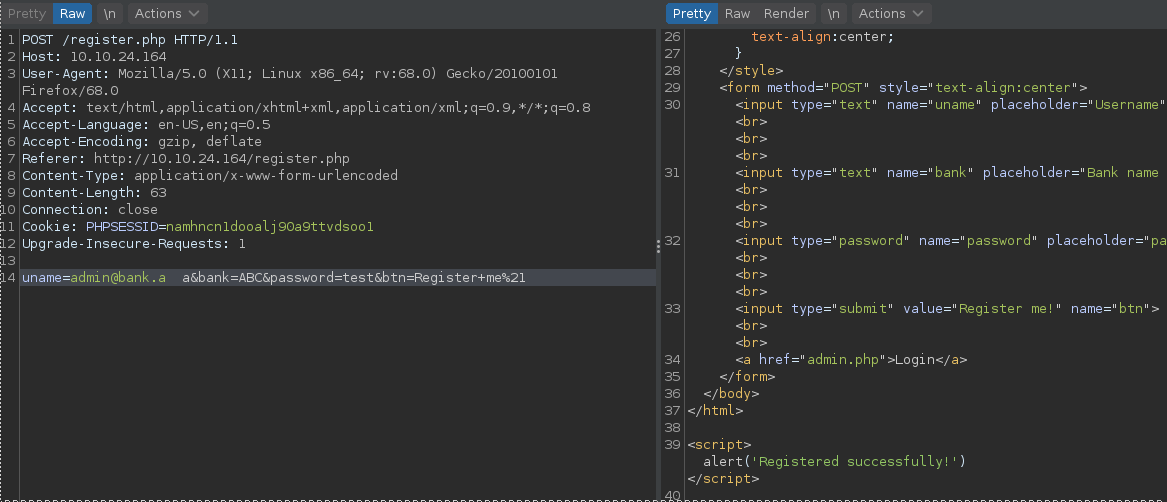 Pretty Raw \n Actions
1 POST /register.php HTTP/1.1
2 Host: 10.10.24.164
3 User-Agent: Mozilla/5.0 (X11; Linux x86_64; rv:68.0) Gecko/20100101
Firefox/68.0
4 Accept: text/html,application/xhtml+xml,application/xml;q=0.9,*/*;q=0.8
5 Accept-Language: en-US,en;q=0.5
6 Accept-Encoding: gzip, deflate
7 Referer: http://10.10.24.164/register.php
8 Content-Type: application/x-www-form-urlencoded
9 Content-Length: 63
10 Connection: close
11 Cookie: PHPSESSID=namhncn1dooalj90a9ttvdsoo1
12 Upgrade-Insecure-Requests: 1
13
14 uname=admin@bank.a  a&bank=ABC&password=test&btn=Register+me%21
Pretty Raw Render \n Actions
26 text-align:center;
27 }
28 </style>
29 <form method="POST" style="text-align:center">
30 <input type="text" name="uname" placeholder="Username"
<br>
<br>
<br>
31 <input type="text" name="bank" placeholder="Bank name
<br>
<br>
<br>
32 <input type="password" name="password" placeholder="pa
<br>
<br>
<br>
33 <input type="submit" value="Register me!" name="btn">
<br>
<br>
34 <a href="admin.php">Login</a>
35 </form>
36 </body>
37 </html>
38
39 <script>
alert('Registered successfully!')
</script>
40